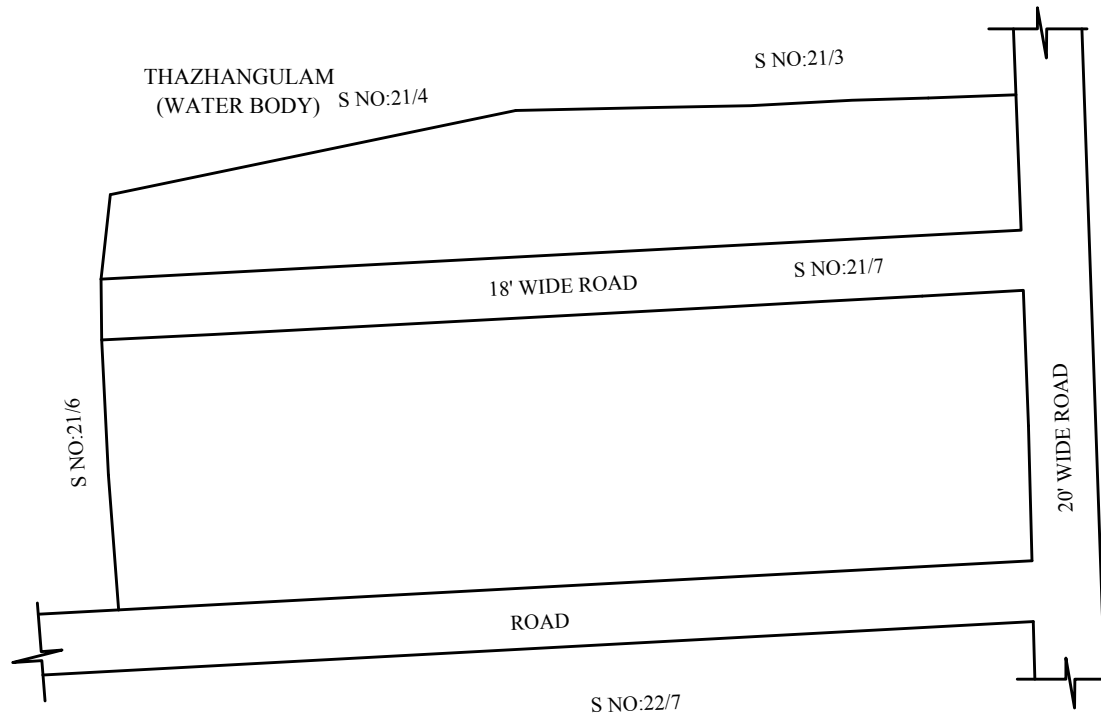 S NO:21/3
THAZHANGULAM
(WATER BODY)
S NO:21/4
S NO:21/7
18' WIDE ROAD
S NO:21/6
20' WIDE ROAD
ROAD
S NO:22/7